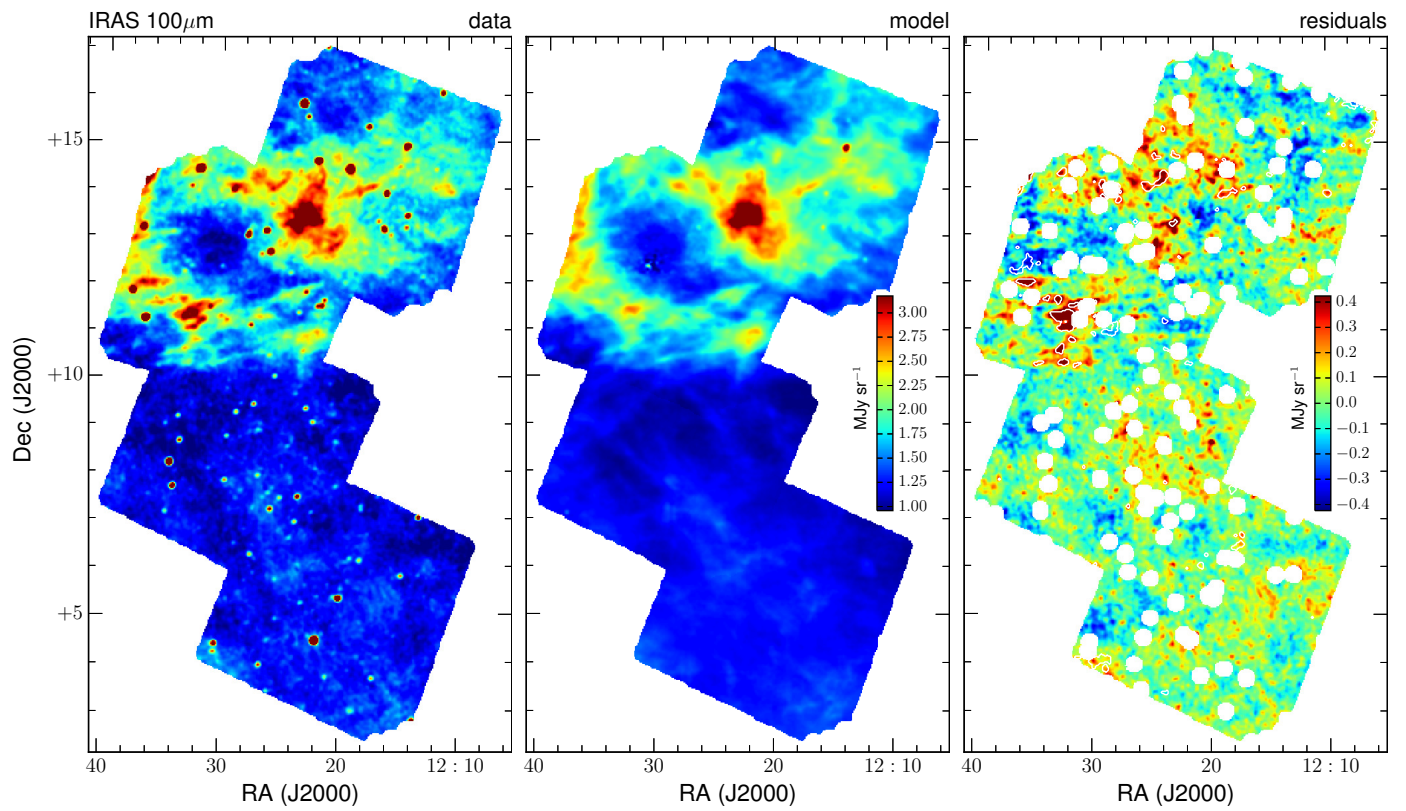 IRAS 100μm data
model
residuals
+15
+10
+5
Dec (J2000)
3.00
2.75
2.50
2.25
2.00
1.75
1.50
1.25
1.00
MJy sr⁻¹
0.4
0.3
0.2
0.1
0.0
−0.1
−0.2
−0.3
−0.4
MJy sr⁻¹
40 30 20 12 : 10
30 20 12 : 10
40 30 20 12 : 10
RA (J2000)
RA (J2000)
RA (J2000)